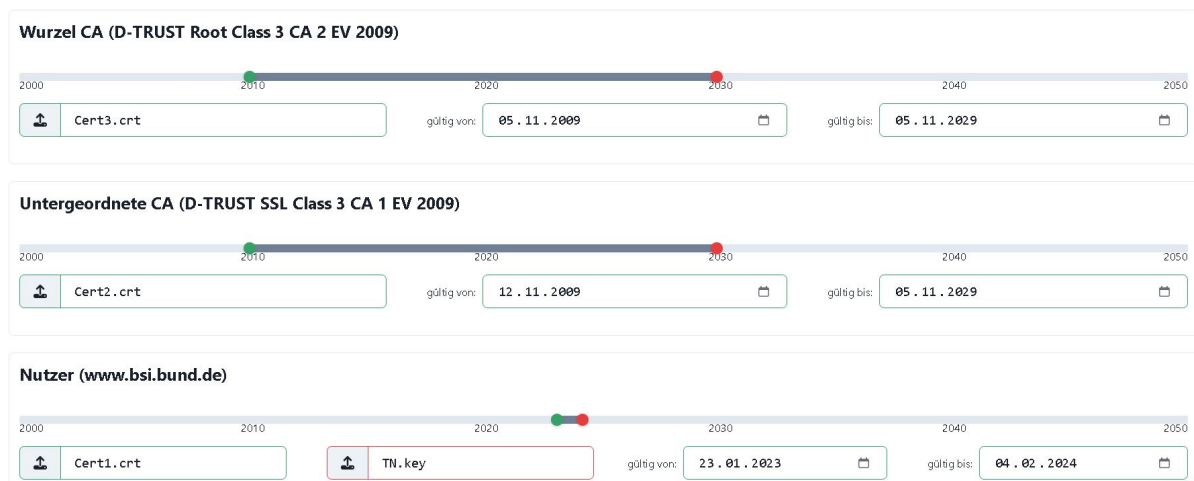 Wurzel CA (D-TRUST Root Class 3 CA 2 EV 2009)
2000 2010 2020 2030 2040 2050
Cert3.crt gültig von: 05.11.2009 gültig bis: 05.11.2029
Untergeordnete CA (D-TRUST SSL Class 3 CA 1 EV 2009)
2000 2010 2020 2030 2040 2050
Cert2.crt gültig von: 12.11.2009 gültig bis: 05.11.2029
Nutzer (www.bsi.bund.de)
2000 2010 2020 2030 2040 2050
Cert1.crt TN.key gültig von: 23.01.2023 gültig bis: 04.02.2024